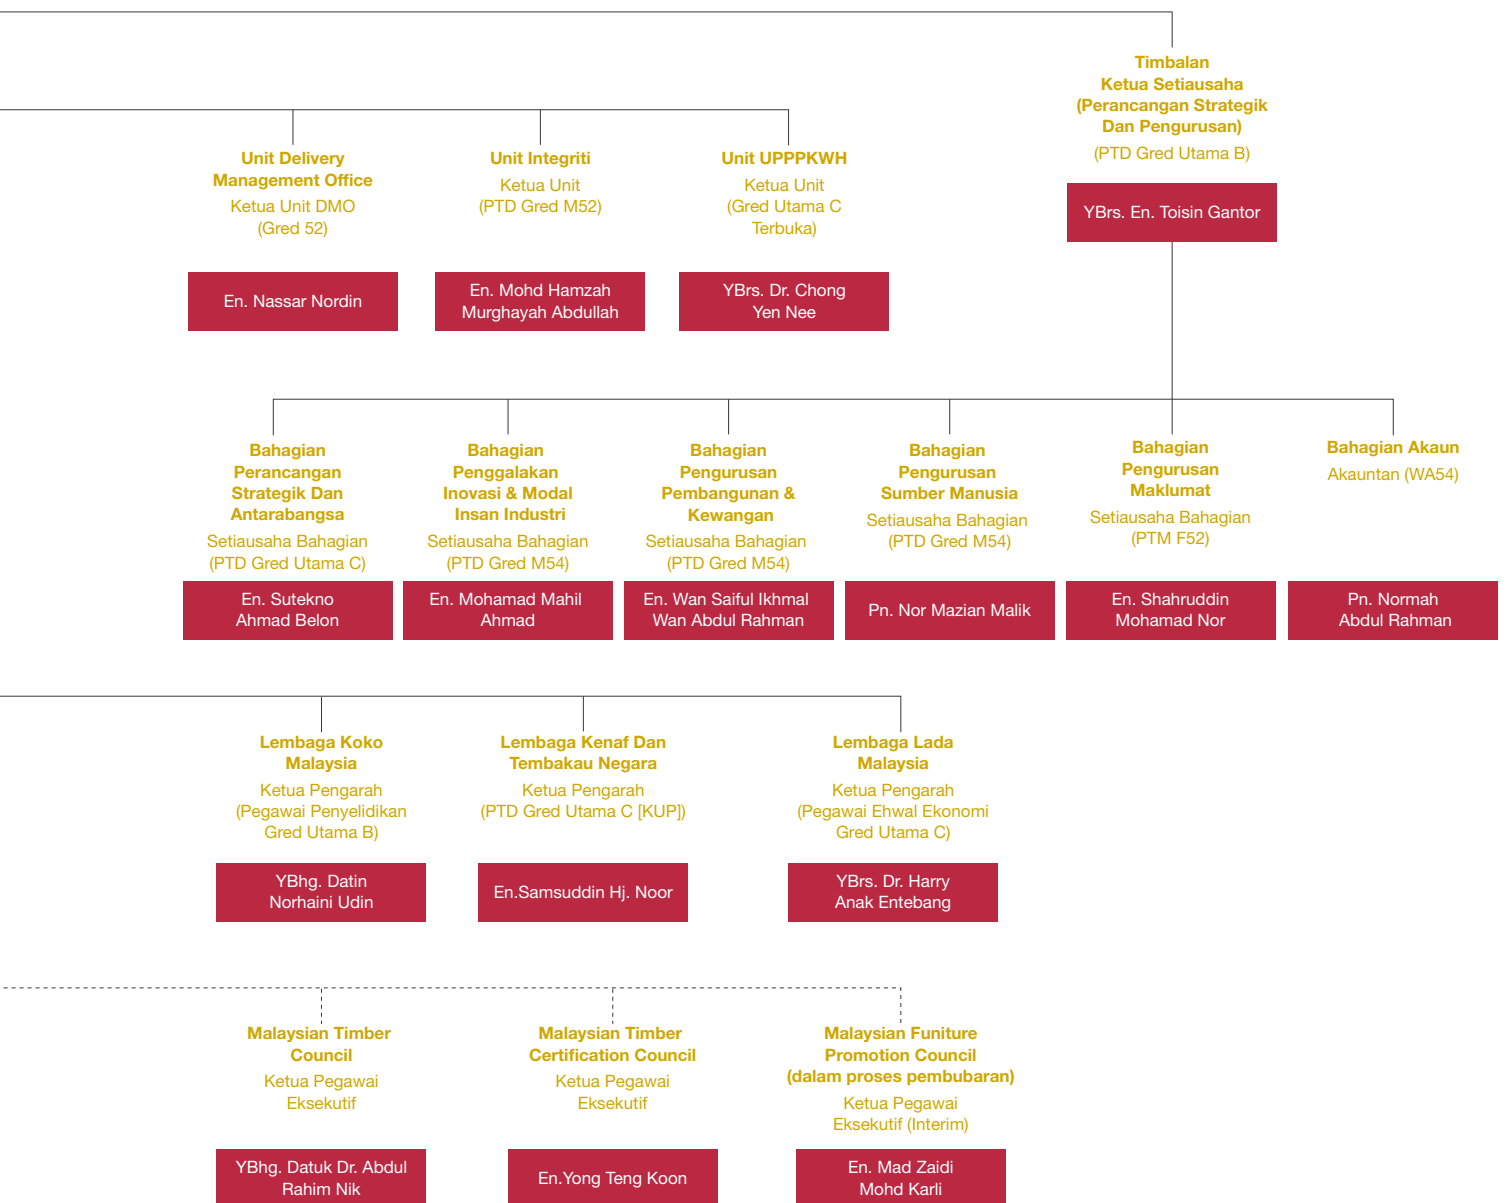 Timbalan
Ketua Setiausaha
(Perancangan Strategik
Dan Pengurusan)
(PTD Gred Utama B)
YBrs. En. Toisin Gantor
Unit Delivery
Management Office
Ketua Unit DMO
(Gred 52)
En. Nassar Nordin
Unit Integriti
Ketua Unit
(PTD Gred M52)
En. Mohd Hamzah
Murghayah Abdullah
Unit UPPPKWH
Ketua Unit
(Gred Utama C
Terbuka)
YBrs. Dr. Chong
Yen Nee
Bahagian
Perancangan
Strategik Dan
Antarabangsa
Setiausaha Bahagian
(PTD Gred Utama C)
En. Sutekno
Ahmad Belon
Bahagian
Penggalakan
Inovasi & Modal
Insan Industri
Setiausaha Bahagian
(PTD Gred M54)
En. Mohamad Mahil
Ahmad
Bahagian
Pengurusan
Pembangunan &
Kewangan
Setiausaha Bahagian
(PTD Gred M54)
En. Wan Saiful Ikhmal
Wan Abdul Rahman
Bahagian
Pengurusan
Sumber Manusia
Setiausaha Bahagian
(PTD Gred M54)
Pn. Nor Mazian Malik
Bahagian
Pengurusan
Maklumat
Setiausaha Bahagian
(PTM F52)
En. Shahruddin
Mohamad Nor
Bahagian Akaun
Akauntan (WA54)
Pn. Normah
Abdul Rahman
Lembaga Koko
Malaysia
Ketua Pengarah
(Pegawai Penyelidikan
Gred Utama B)
YBhg. Datin
Norhaini Udin
Lembaga Kenaf Dan
Tembakau Negara
Ketua Pengarah
(PTD Gred Utama C [KUP])
En.Samsuddin Hj. Noor
Lembaga Lada
Malaysia
Ketua Pengarah
(Pegawai Ehwal Ekonomi
Gred Utama C)
YBrs. Dr. Harry
Anak Entebang
Malaysian Timber
Council
Ketua Pegawai
Eksekutif
YBhg. Datuk Dr. Abdul
Rahim Nik
Malaysian Timber
Certification Council
Ketua Pegawai
Eksekutif
En.Yong Teng Koon
Malaysian Funiture
Promotion Council
(dalam proses pembubaran)
Ketua Pegawai
Eksekutif (Interim)
En. Mad Zaidi
Mohd Karli